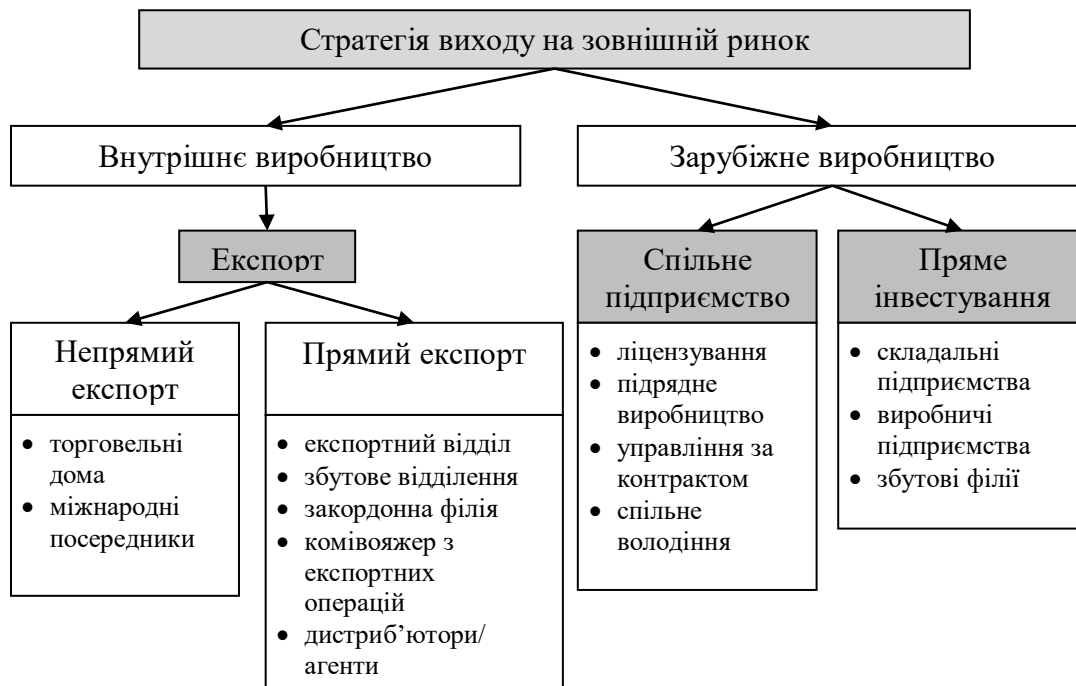 Стратегія виходу на зовнішній ринок
Внутрішнє виробництво
Зарубіжне виробництво
Експорт
Спільне
підприємство
Пряме
інвестування
Непрямий
експорт
Прямий експорт
• торговельні
дома
• міжнародні
посередники
• експортний відділ
• збутове відділення
• закордонна філія
• комівояжер з
експортних
операцій
• дистриб’ютори/
агенти
• ліцензування
• підрядне
виробництво
• управління за
контрактом
• спільне
володіння
• складальні
підприємства
• виробничі
підприємства
• збутові філії